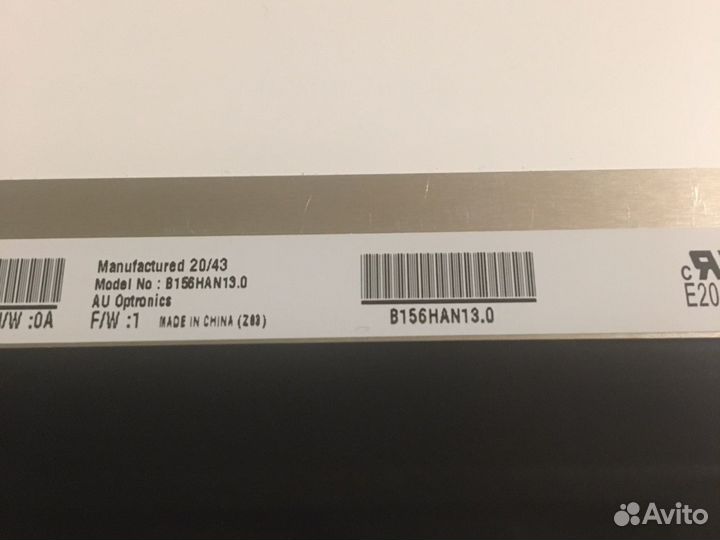 Manufactured 20/43
Model No : B156HAN13.0
AU Optronics
/W :0A F/W :1 MADE IN CHINA (Z03)
B156HAN13.0
c
E20
Avito